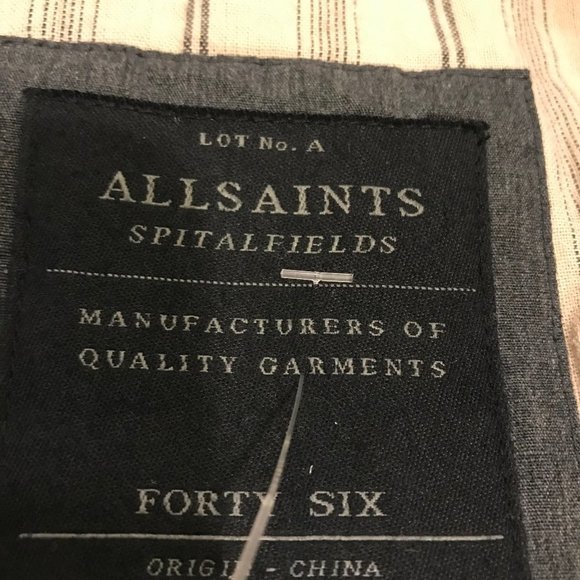 LOT No. A
ALLSAINTS
SPITALFIELDS
MANUFACTURERS OF
QUALITY GARMENTS
FORTY SIX
ORIGIN - CHINA